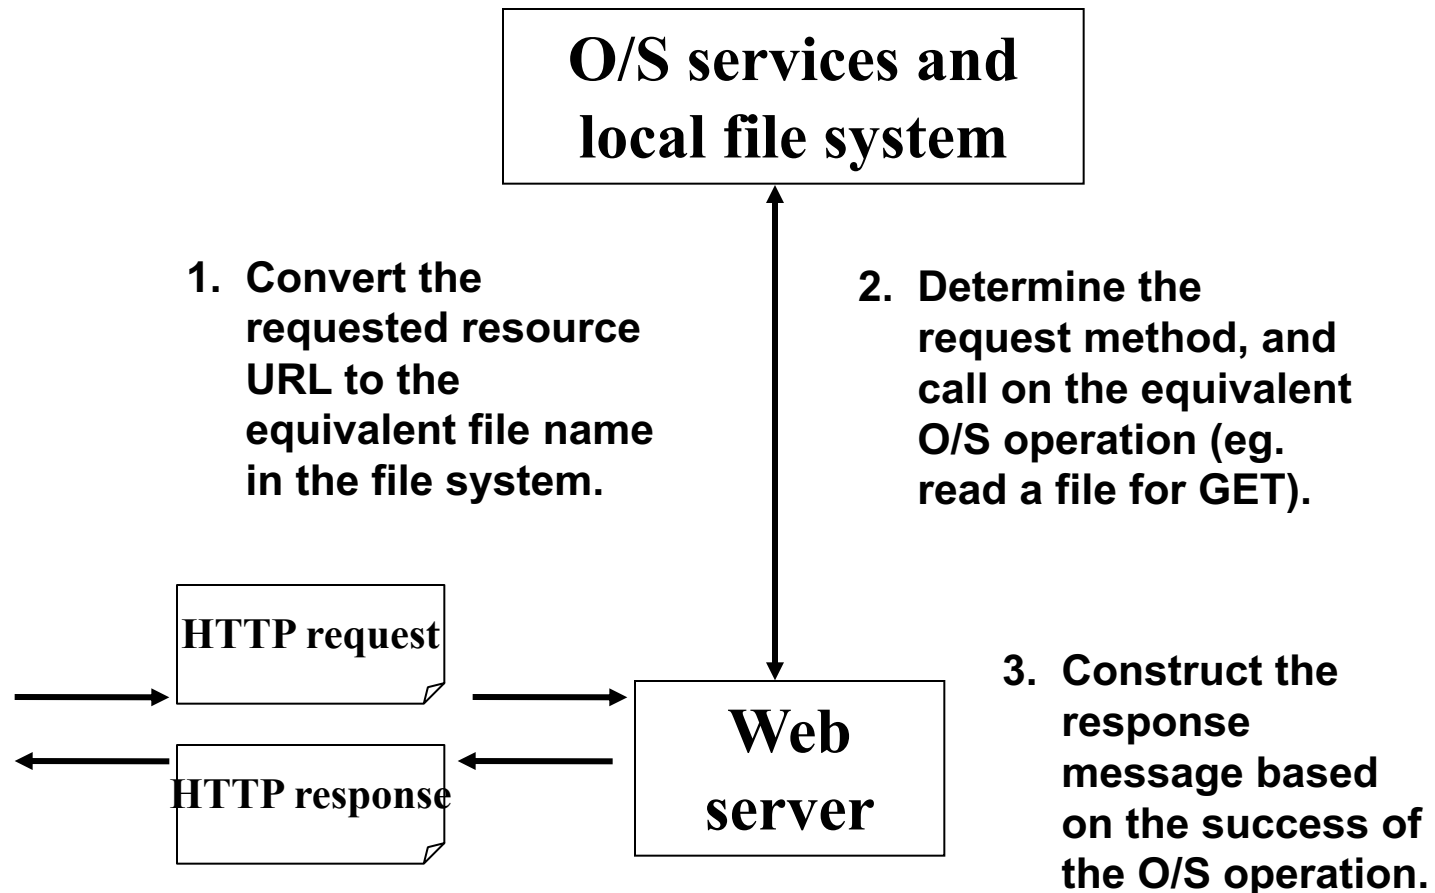 O/S services and
local file system
1. Convert the
requested resource
URL to the
equivalent file name
in the file system.
2. Determine the
request method, and
call on the equivalent
O/S operation (eg.
read a file for GET).
HTTP request
HTTP response
Web
server
3. Construct the
response
message based
on the success of
the O/S operation.